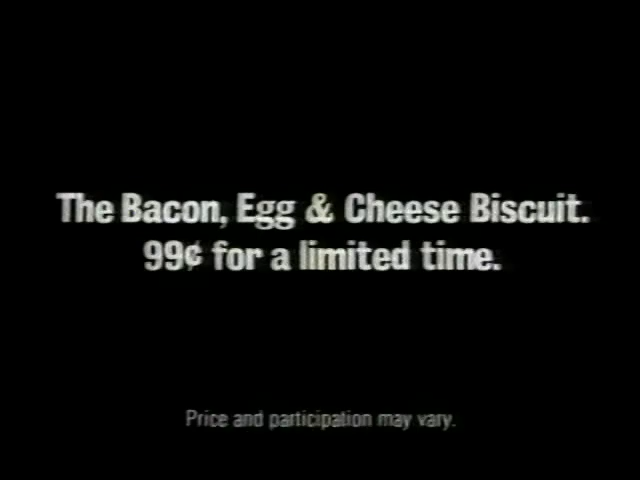 The Bacon, Egg & Cheese Biscuit.
99¢ for a limited time.
Price and participation may vary.